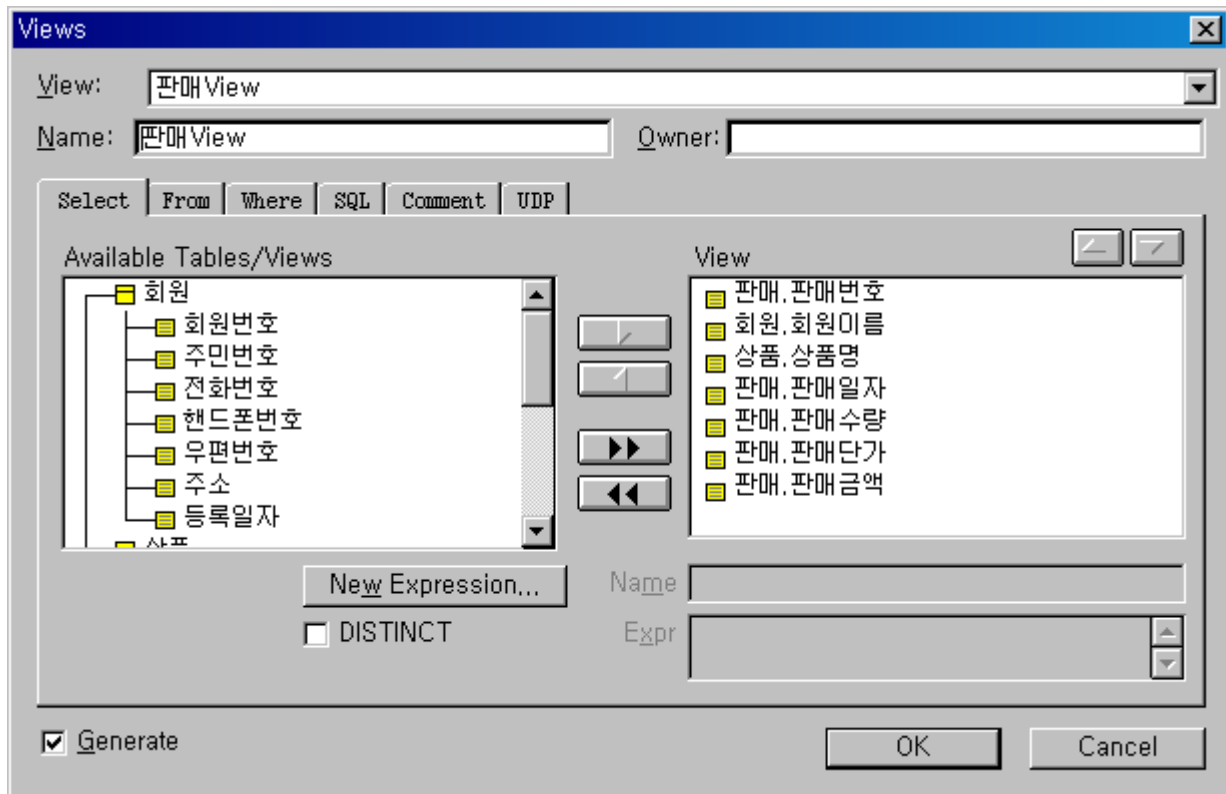 Views
View: 판매View
Name: 판매View Owner:
Select From Where SQL Comment UDP
Available Tables/Views
회원
회원번호
주민번호
전화번호
핸드폰번호
우편번호
주소
등록일자
View
판매.판매번호
회원.회원이름
상품.상품명
판매.판매일자
판매.판매수량
판매.판매단가
판매.판매금액
New Expression...
DISTINCT
Name
Expr
Generate
OK Cancel